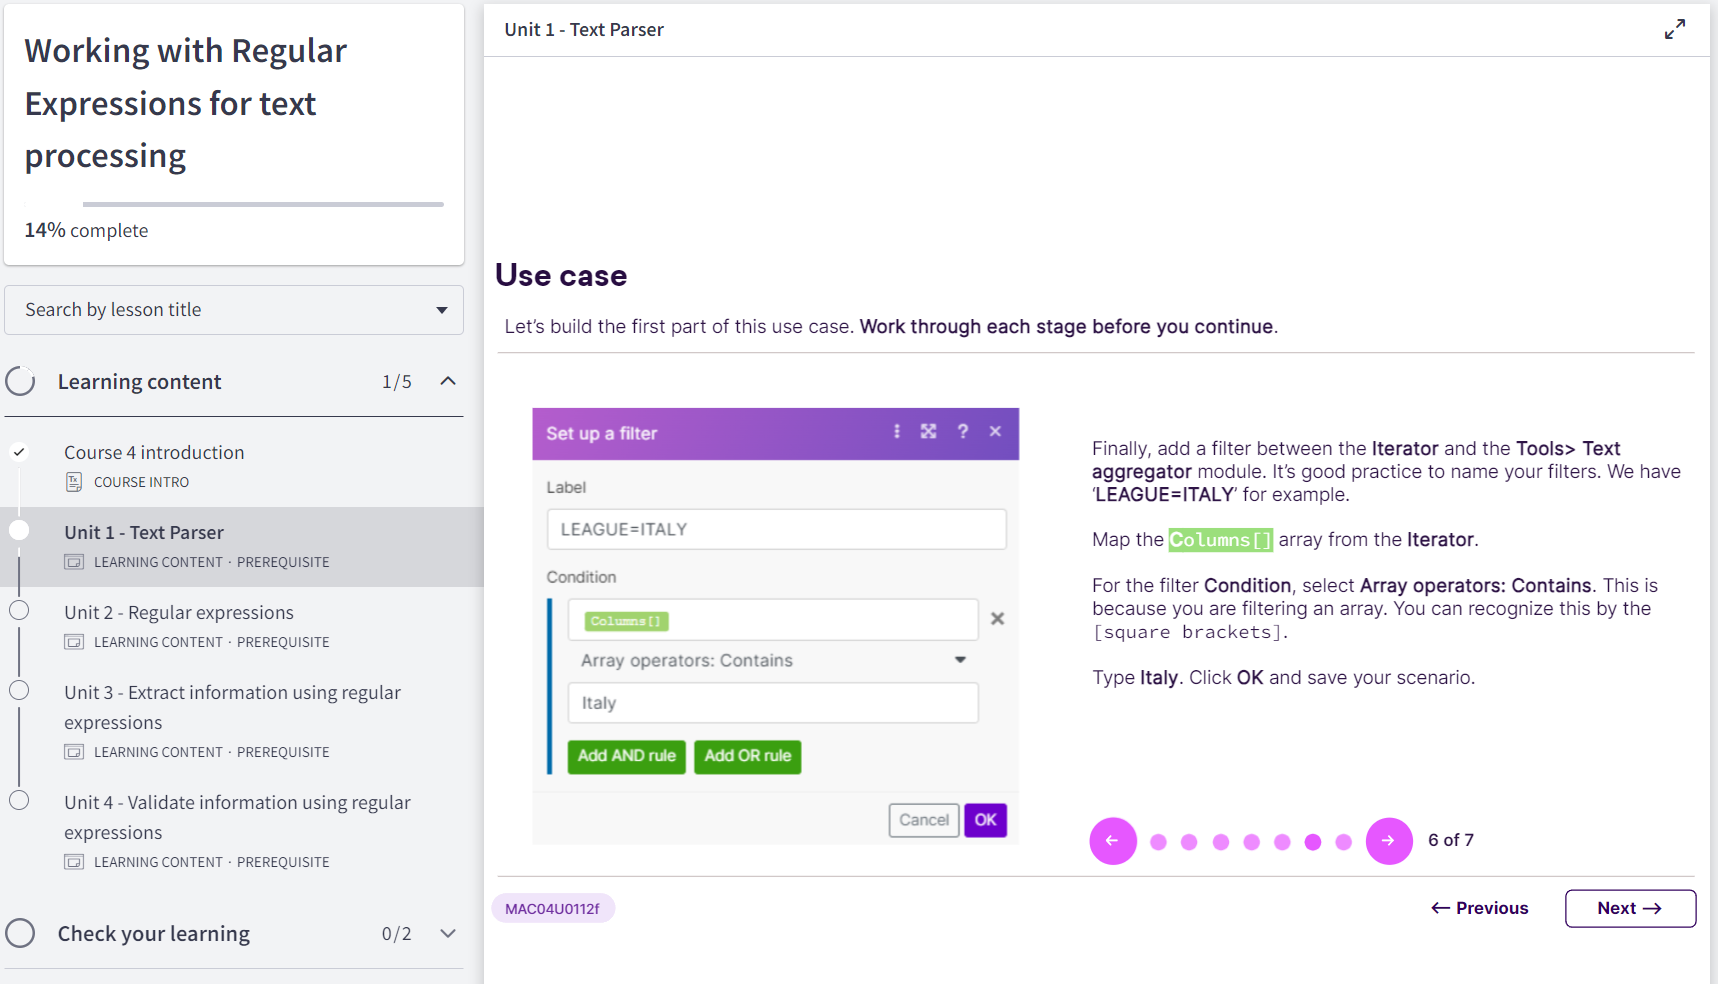 Working with Regular
Expressions for text
processing
14% complete
Search by lesson title
Learning content 1/5
Course 4 introduction
COURSE INTRO
Unit 1 - Text Parser
LEARNING CONTENT · PREREQUISITE
Unit 2 - Regular expressions
LEARNING CONTENT · PREREQUISITE
Unit 3 - Extract information using regular
expressions
LEARNING CONTENT · PREREQUISITE
Unit 4 - Validate information using regular
expressions
LEARNING CONTENT · PREREQUISITE
Check your learning 0/2
Unit 1 - Text Parser
Use case
Let's build the first part of this use case. Work through each stage before you continue.
Set up a filter
Label
LEAGUE=ITALY
Condition
Columns[]
Array operators: Contains
Italy
Add AND rule Add OR rule
Cancel OK
Finally, add a filter between the Iterator and the Tools> Text
aggregator module. It's good practice to name your filters. We have
'LEAGUE=ITALY' for example.
Map the Columns[] array from the Iterator.
For the filter Condition, select Array operators: Contains. This is
because you are filtering an array. You can recognize this by the
[square brackets].
Type Italy. Click OK and save your scenario.
6 of 7
MAC04U0112f
← Previous
Next →